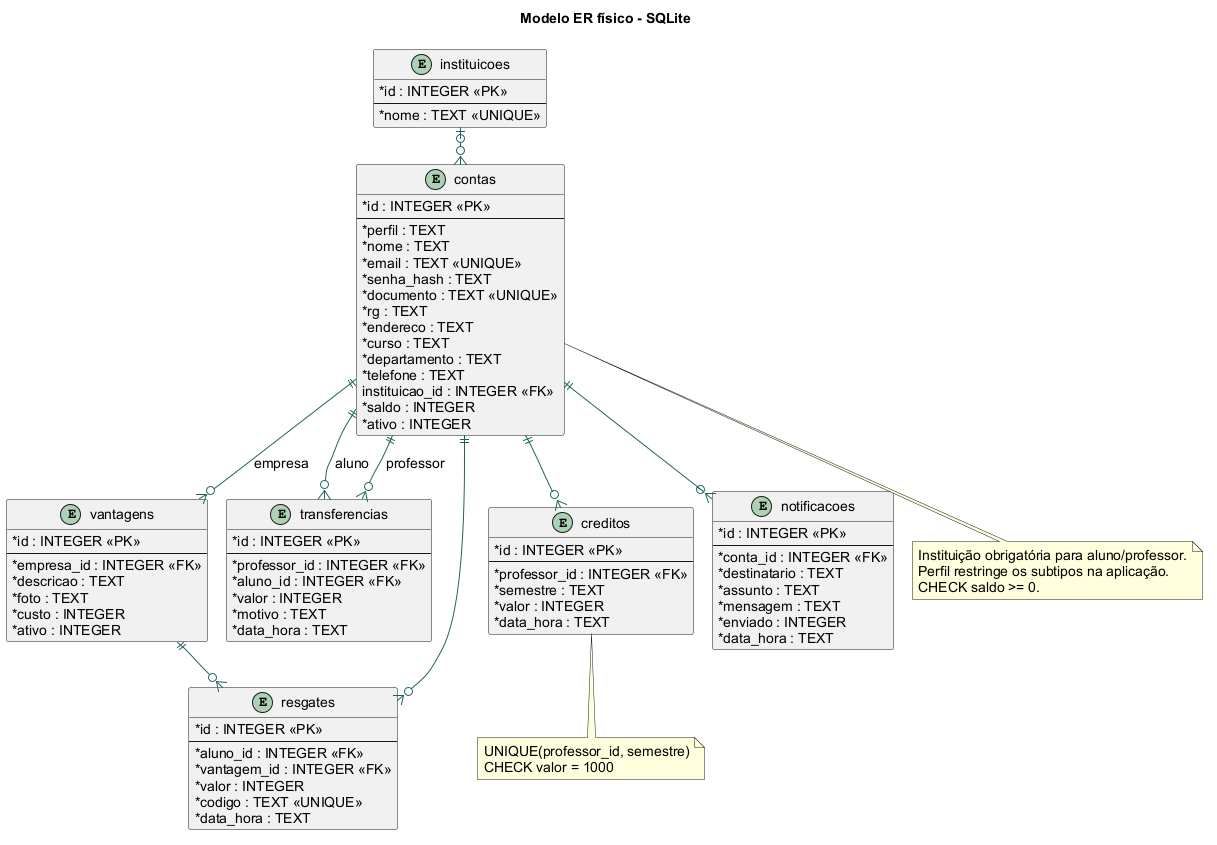 Modelo ER físico - SQLite
E instituicoes
*id : INTEGER «PK»
*nome : TEXT «UNIQUE»
E contas
*id : INTEGER «PK»
*perfil : TEXT
*nome : TEXT
*email : TEXT «UNIQUE»
*senha_hash : TEXT
*documento : TEXT «UNIQUE»
*rg : TEXT
*endereco : TEXT
*curso : TEXT
*departamento : TEXT
*telefone : TEXT
instituicao_id : INTEGER «FK»
*saldo : INTEGER
*ativo : INTEGER
empresa
aluno
professor
E vantagens
*id : INTEGER «PK»
*empresa_id : INTEGER «FK»
*descricao : TEXT
*foto : TEXT
*custo : INTEGER
*ativo : INTEGER
E transferencias
*id : INTEGER «PK»
*professor_id : INTEGER «FK»
*aluno_id : INTEGER «FK»
*valor : INTEGER
*motivo : TEXT
*data_hora : TEXT
E creditos
*id : INTEGER «PK»
*professor_id : INTEGER «FK»
*semestre : TEXT
*valor : INTEGER
*data_hora : TEXT
E notificacoes
*id : INTEGER «PK»
*conta_id : INTEGER «FK»
*destinatario : TEXT
*assunto : TEXT
*mensagem : TEXT
*enviado : INTEGER
*data_hora : TEXT
Instituição obrigatória para aluno/professor.
Perfil restringe os subtipos na aplicação.
CHECK saldo >= 0.
E resgates
*id : INTEGER «PK»
*aluno_id : INTEGER «FK»
*vantagem_id : INTEGER «FK»
*valor : INTEGER
*codigo : TEXT «UNIQUE»
*data_hora : TEXT
UNIQUE(professor_id, semestre)
CHECK valor = 1000